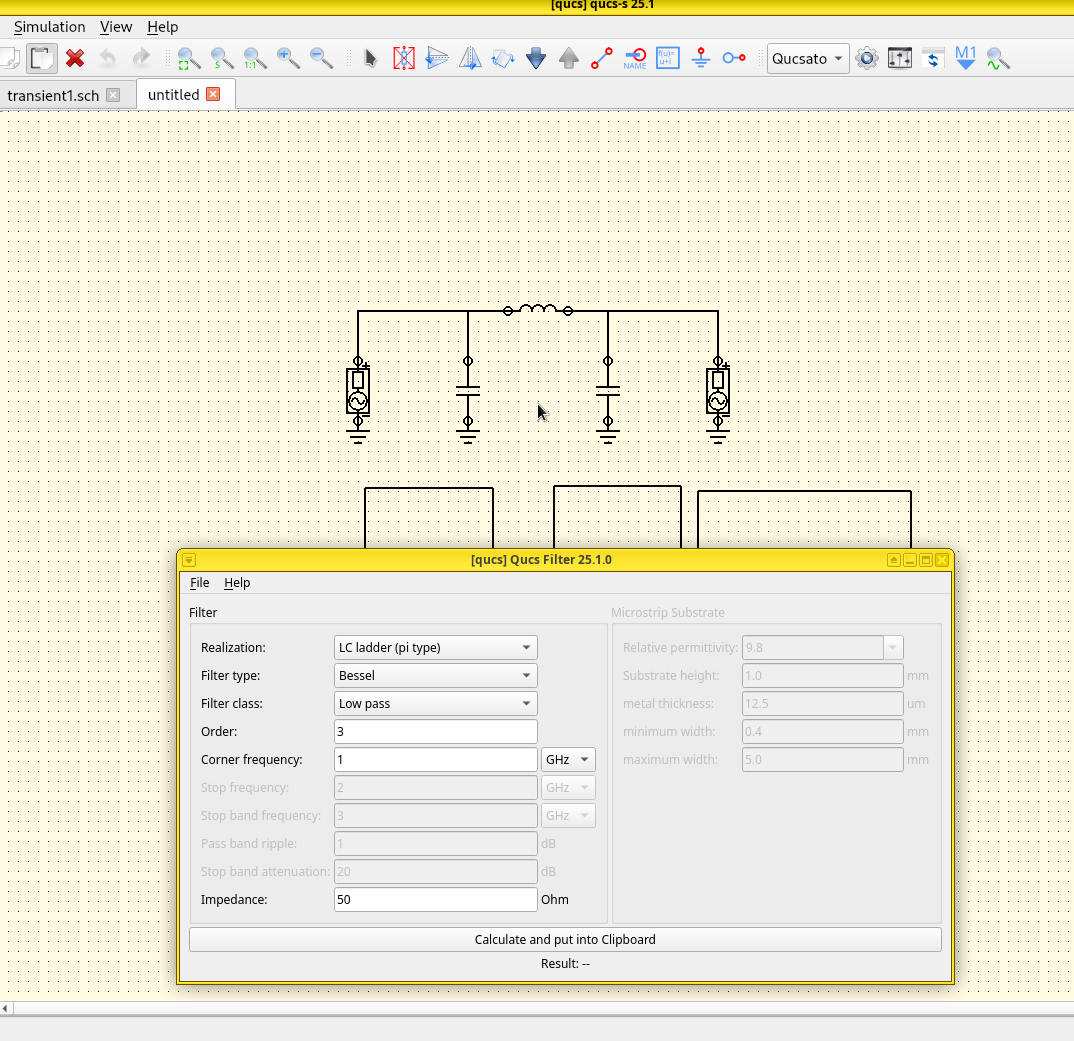 [qucs] qucs-s 25.1
Simulation View Help
S 1:1 NAME f(u)= u+i Qucsato M1
transient1.sch untitled
[qucs] Qucs Filter 25.1.0
File Help
Filter
Realization: LC ladder (pi type)
Filter type: Bessel
Filter class: Low pass
Order: 3
Corner frequency: 1 GHz
Stop frequency: 2 GHz
Stop band frequency: 3 GHz
Pass band ripple: 1 dB
Stop band attenuation: 20 dB
Impedance: 50 Ohm
Microstrip Substrate
Relative permittivity: 9.8
Substrate height: 1.0 mm
metal thickness: 12.5 um
minimum width: 0.4 mm
maximum width: 5.0 mm
Calculate and put into Clipboard
Result: --